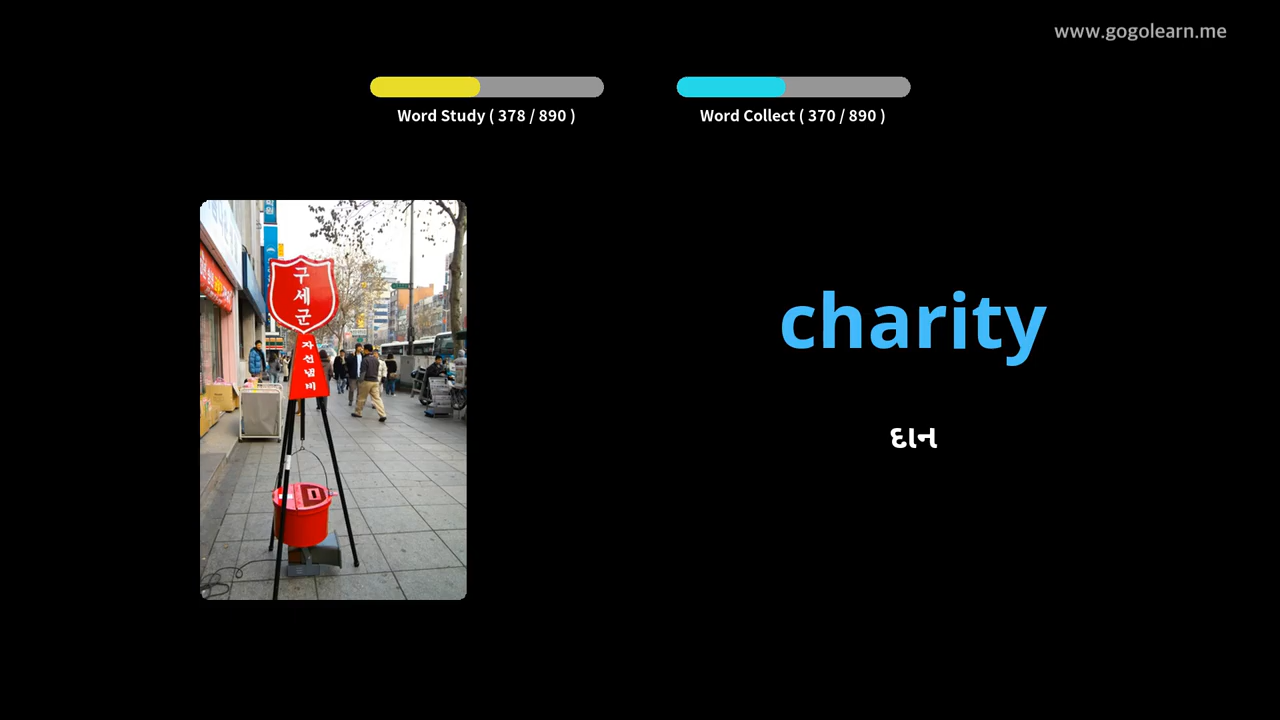 www.gogolearn.me
Word Study ( 378 / 890 )
Word Collect ( 370 / 890 )
구
세
군
자
선
냄
비
charity
દાન